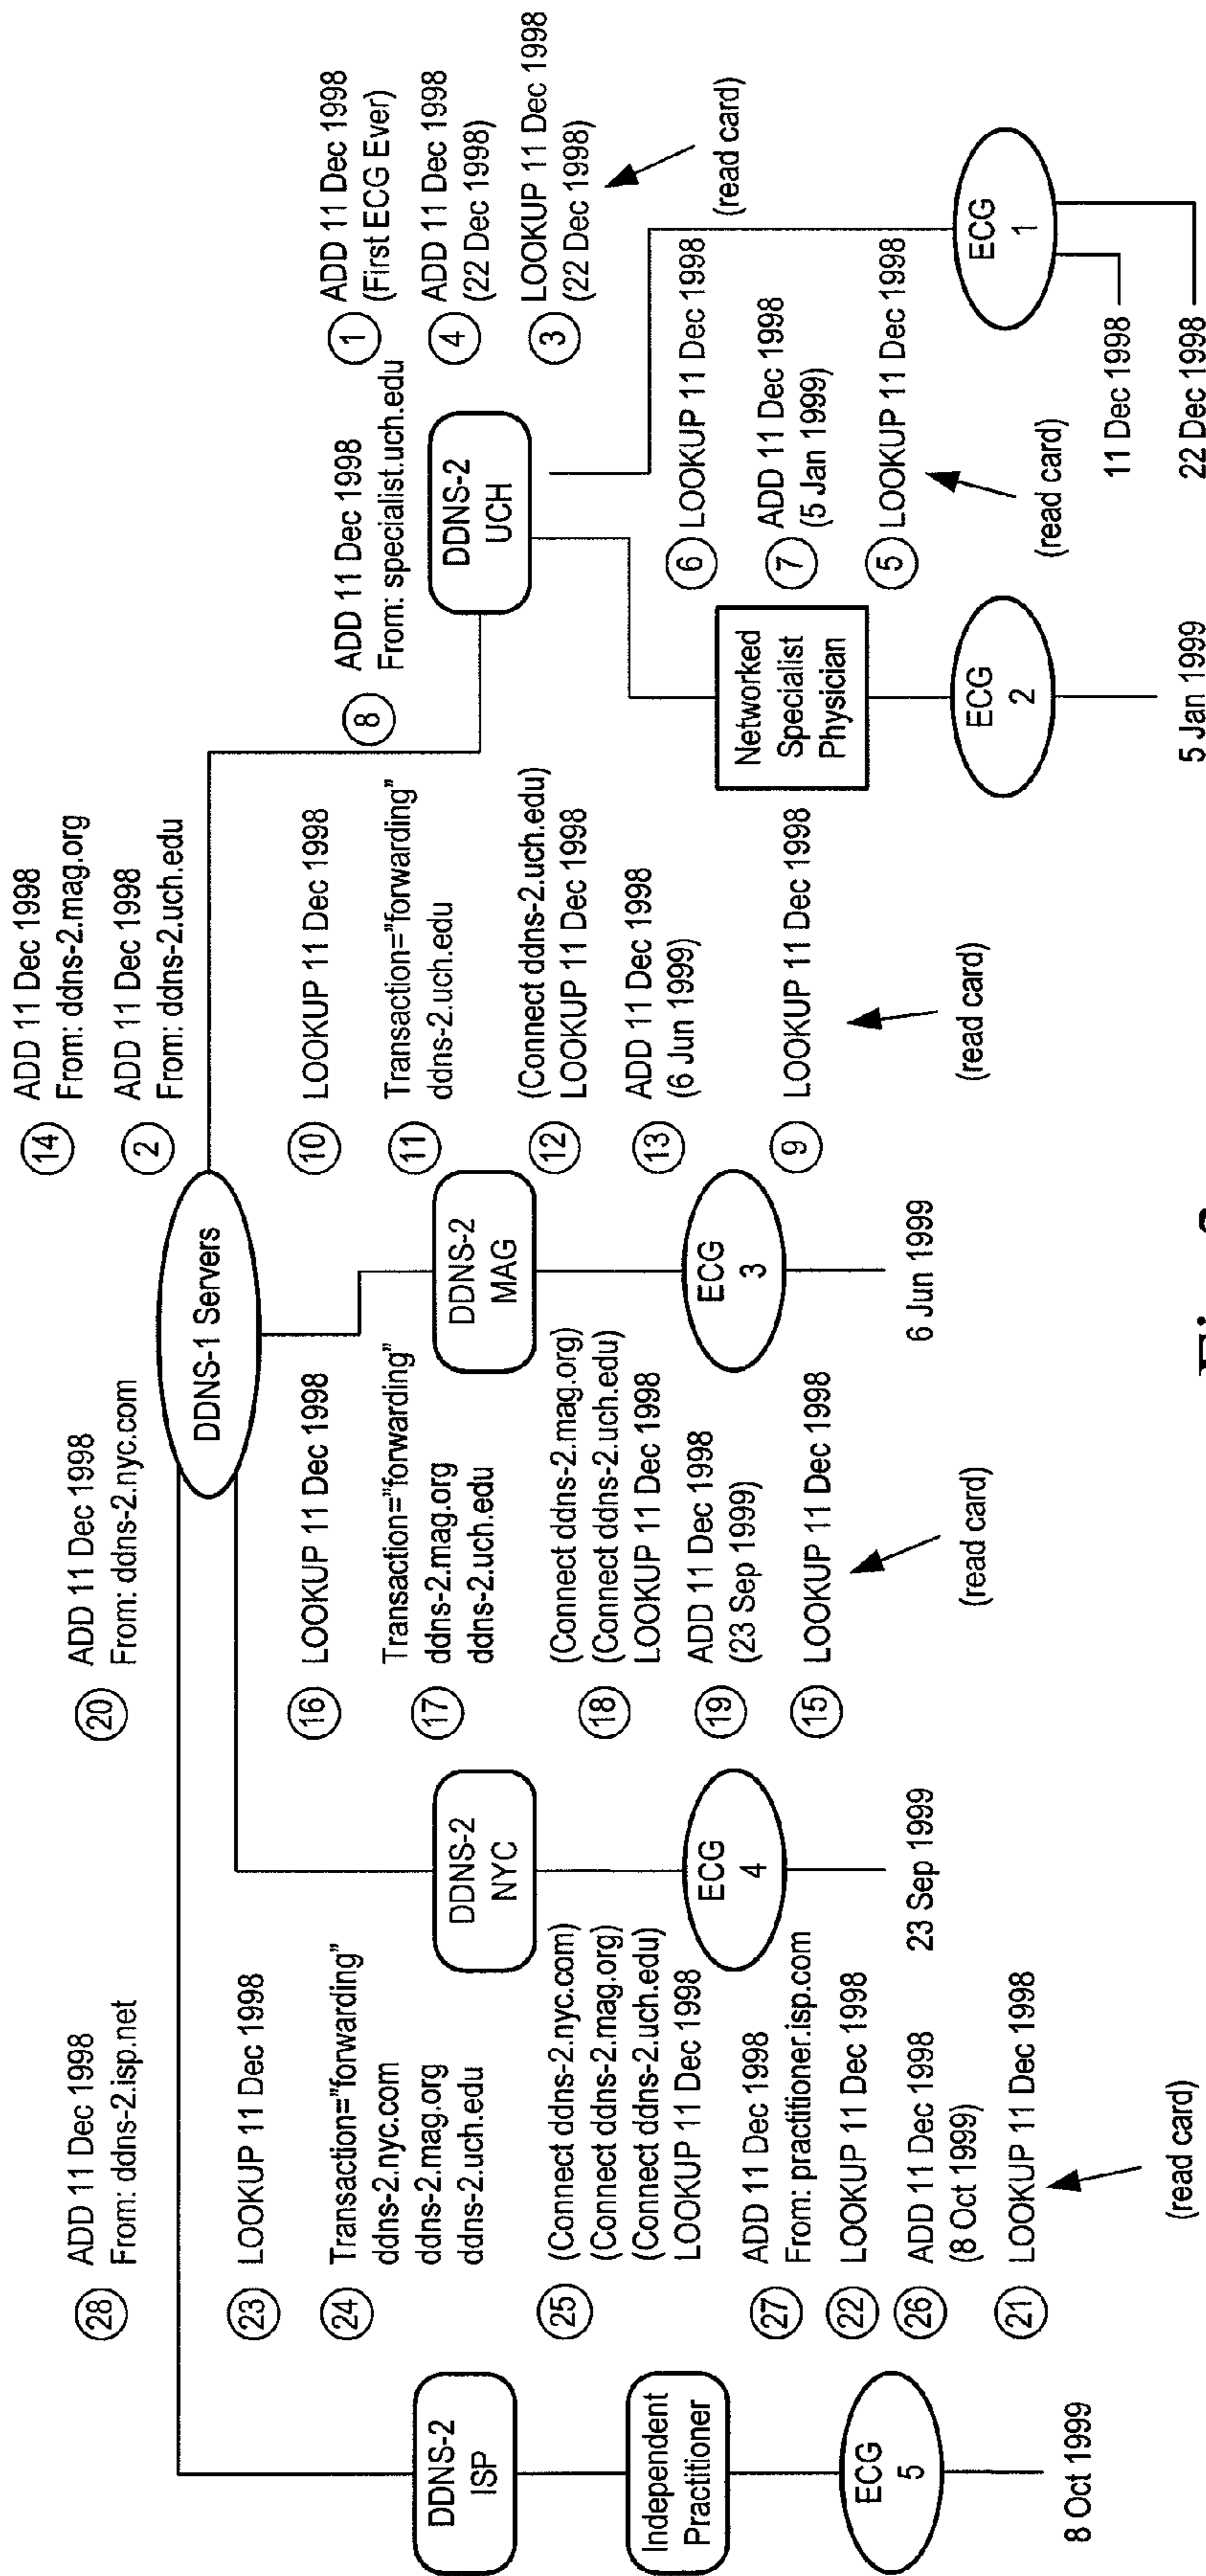 28
ADD 11 Dec 1998
From: ddns-2.isp.net
20
ADD 11 Dec 1998
From: ddns-2.nyc.com
14
ADD 11 Dec 1998
From: ddns-2.mag.org
2
ADD 11 Dec 1998
From: ddns-2.uch.edu
DDNS-1 Servers
23
LOOKUP 11 Dec 1998
24
Transaction="forwarding"
ddns-2.nyc.com
ddns-2.mag.org
ddns-2.uch.edu
DDNS-2
ISP
25
(Connect ddns-2.nyc.com)
(Connect ddns-2.mag.org)
(Connect ddns-2.uch.edu)
LOOKUP 11 Dec 1998
Independent
Practitioner
27
ADD 11 Dec 1998
From: practitioner.isp.com
22
LOOKUP 11 Dec 1998
26
ADD 11 Dec 1998
(8 Oct 1999)
21
LOOKUP 11 Dec 1998
(read card)
ECG
5
8 Oct 1999
16
LOOKUP 11 Dec 1998
17
Transaction="forwarding"
ddns-2.mag.org
ddns-2.uch.edu
DDNS-2
NYC
18
(Connect ddns-2.mag.org)
(Connect ddns-2.uch.edu)
LOOKUP 11 Dec 1998
19
ADD 11 Dec 1998
(23 Sep 1999)
15
LOOKUP 11 Dec 1998
(read card)
ECG
4
23 Sep 1999
10
LOOKUP 11 Dec 1998
11
Transaction="forwarding"
ddns-2.uch.edu
DDNS-2
MAG
12
(Connect ddns-2.uch.edu)
LOOKUP 11 Dec 1998
13
ADD 11 Dec 1998
(6 Jun 1999)
9
LOOKUP 11 Dec 1998
(read card)
ECG
3
6 Jun 1999
8
ADD 11 Dec 1998
From: specialist.uch.edu
1
ADD 11 Dec 1998
(First ECG Ever)
4
ADD 11 Dec 1998
(22 Dec 1998)
3
LOOKUP 11 Dec 1998
(22 Dec 1998)
(read card)
DDNS-2
UCH
6
LOOKUP 11 Dec 1998
7
ADD 11 Dec 1998
(5 Jan 1999)
5
LOOKUP 11 Dec 1998
(read card)
Networked
Specialist
Physician
ECG
2
5 Jan 1999
ECG
1
11 Dec 1998
22 Dec 1998